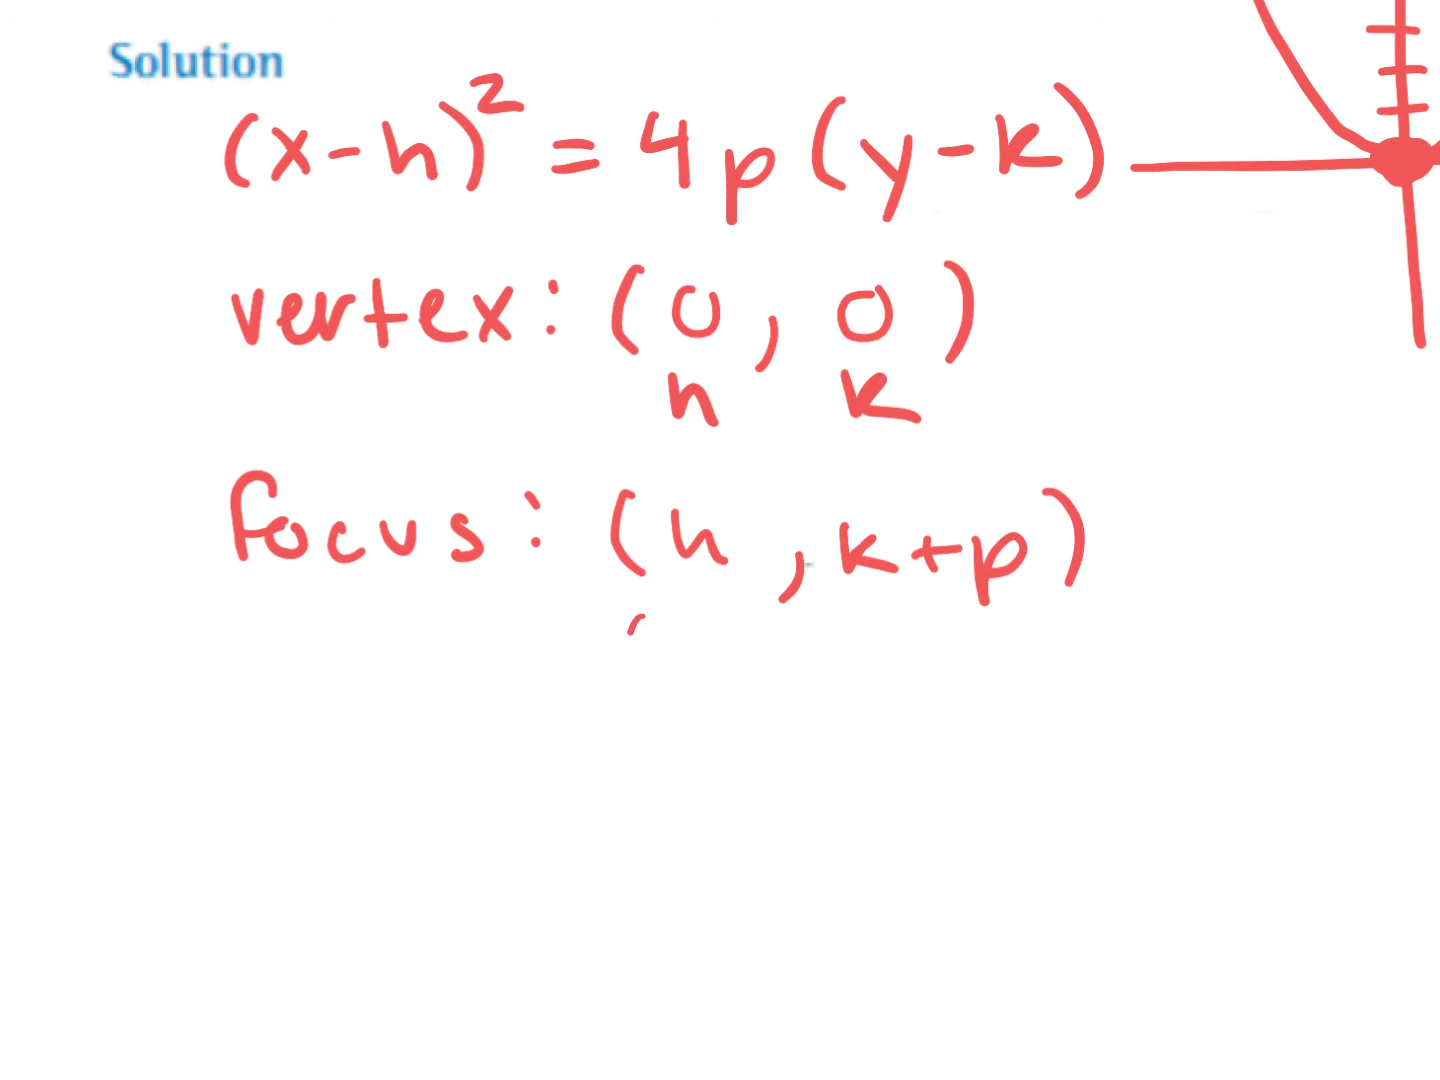 Solution
(x-h)² = 4p(y-k)
vertex: (0, 0)
h k
focus: (h, k+p)
(